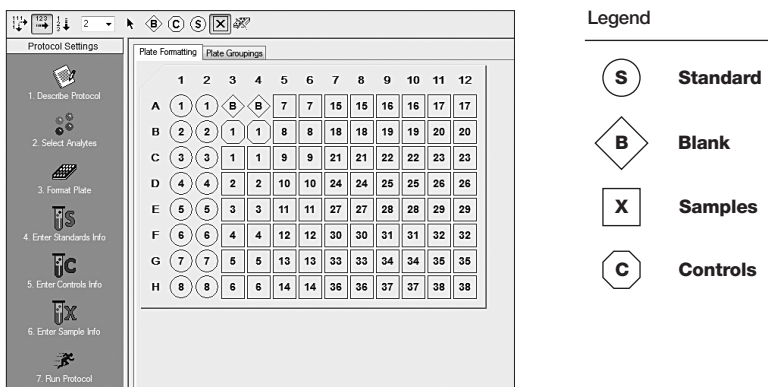 2
B C S X
Protocol Settings
1. Describe Protocol
2. Select Analytes
3. Format Plate
S
4. Enter Standards Info
C
5. Enter Controls Info
X
6. Enter Sample Info
7. Run Protocol
Plate Formatting Plate Groupings
1 2 3 4 5 6 7 8 9 10 11 12
A 1 1 B B 7 7 15 15 16 16 17 17
B 2 2 1 1 8 8 18 18 19 19 20 20
C 3 3 1 1 9 9 21 21 22 22 23 23
D 4 4 2 2 10 10 24 24 25 25 26 26
E 5 5 3 3 11 11 27 27 28 28 29 29
F 6 6 4 4 12 12 30 30 31 31 32 32
G 7 7 5 5 13 13 33 33 34 34 35 35
H 8 8 6 6 14 14 36 36 37 37 38 38
Legend
S Standard
B Blank
X Samples
C Controls